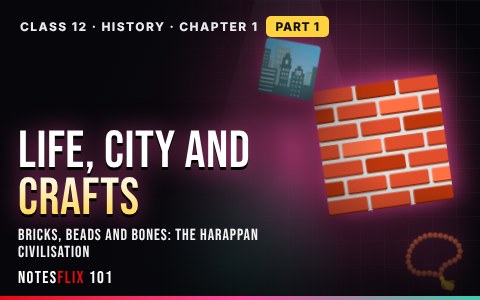 CLASS 12 · HISTORY · CHAPTER 1 PART 1
LIFE, CITY AND
CRAFTS
BRICKS, BEADS AND BONES: THE HARAPPAN
CIVILISATION
NOTESFLIX 101